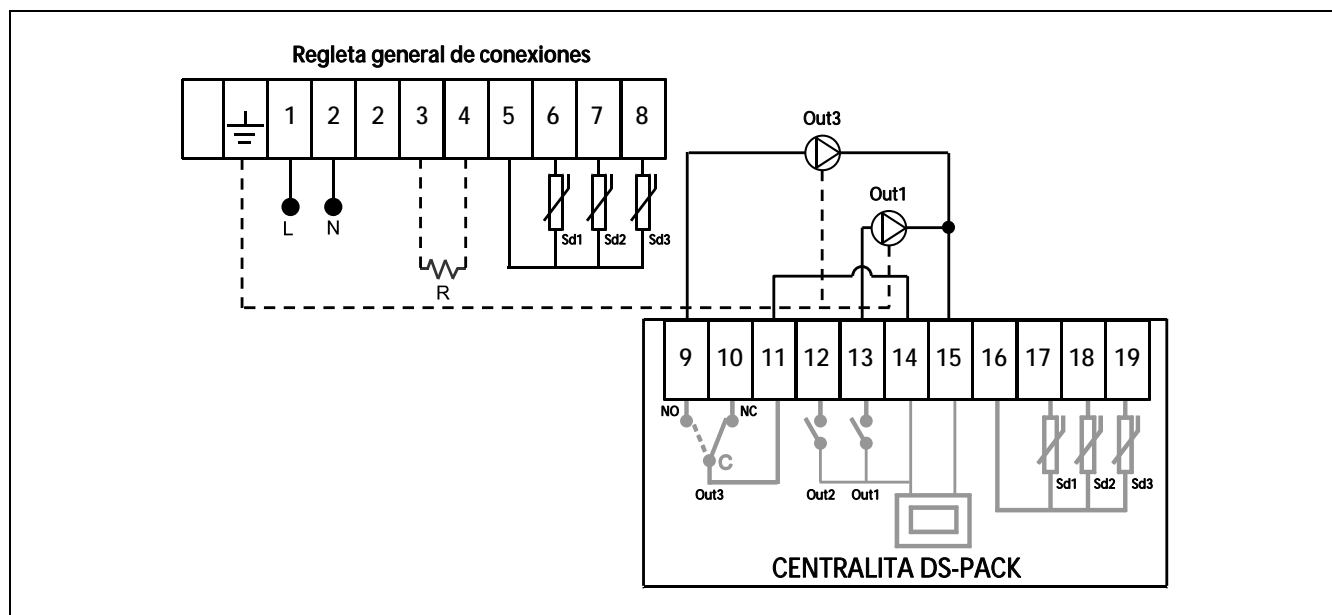 Regleta general de conexiones
1 2 2 3 4 5 6 7 8
Out3
Out1
L N
Sd1 Sd2 Sd3
R
9 10 11 12 13 14 15 16 17 18 19
NO NC
C
Out3 Out2 Out1
Sd1 Sd2 Sd3
CENTRALITA DS-PACK